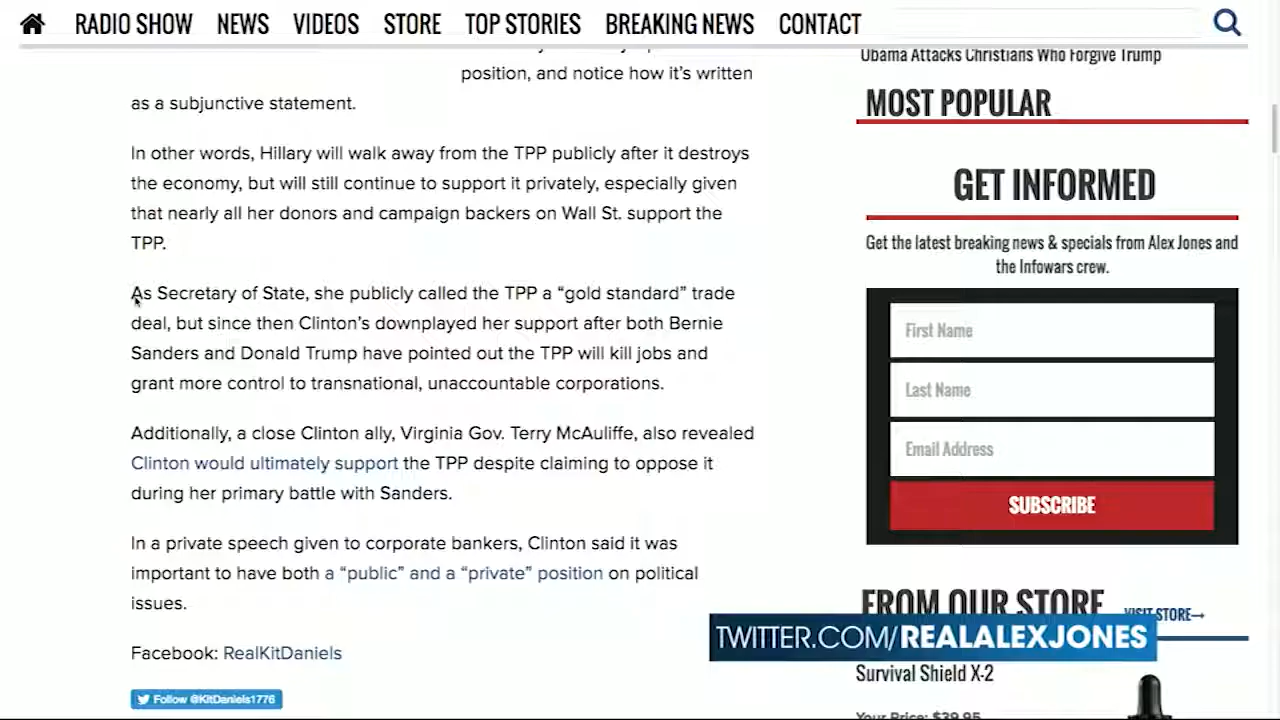 RADIO SHOW NEWS VIDEOS STORE TOP STORIES BREAKING NEWS CONTACT
position, and notice how it’s written
as a subjunctive statement.
In other words, Hillary will walk away from the TPP publicly after it destroys
the economy, but will still continue to support it privately, especially given
that nearly all her donors and campaign backers on Wall St. support the
TPP.
As Secretary of State, she publicly called the TPP a “gold standard” trade
deal, but since then Clinton’s downplayed her support after both Bernie
Sanders and Donald Trump have pointed out the TPP will kill jobs and
grant more control to transnational, unaccountable corporations.
Additionally, a close Clinton ally, Virginia Gov. Terry McAuliffe, also revealed
Clinton would ultimately support the TPP despite claiming to oppose it
during her primary battle with Sanders.
In a private speech given to corporate bankers, Clinton said it was
important to have both a “public” and a “private” position on political
issues.
Facebook: RealKitDaniels
Follow @KitDaniels1776
Obama Attacks Christians Who Forgive Trump
MOST POPULAR
GET INFORMED
Get the latest breaking news & specials from Alex Jones and
the Infowars crew.
First Name
Last Name
Email Address
SUBSCRIBE
FROM OUR STORE VISIT STORE→
TWITTER.COM/REALALEXJONES
Survival Shield X-2
Your Price: $39.95